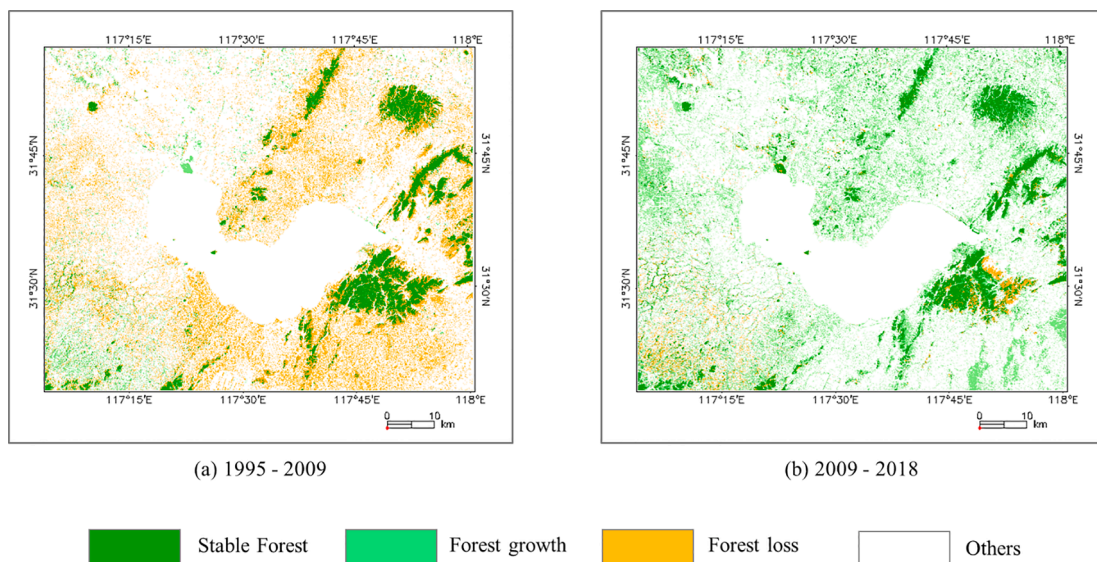 117°15'E 117°30'E 117°45'E 118°E
117°15'E 117°30'E 117°45'E 118°E
31°45'N 31°45'N
31°45'N 31°45'N
31°30'N 31°30'N
31°30'N 31°30'N
117°15'E 117°30'E 117°45'E 118°E
117°15'E 117°30'E 117°45'E 118°E
0 10
km
0 10
km
(a) 1995 - 2009
(b) 2009 - 2018
Stable Forest
Forest growth
Forest loss
Others